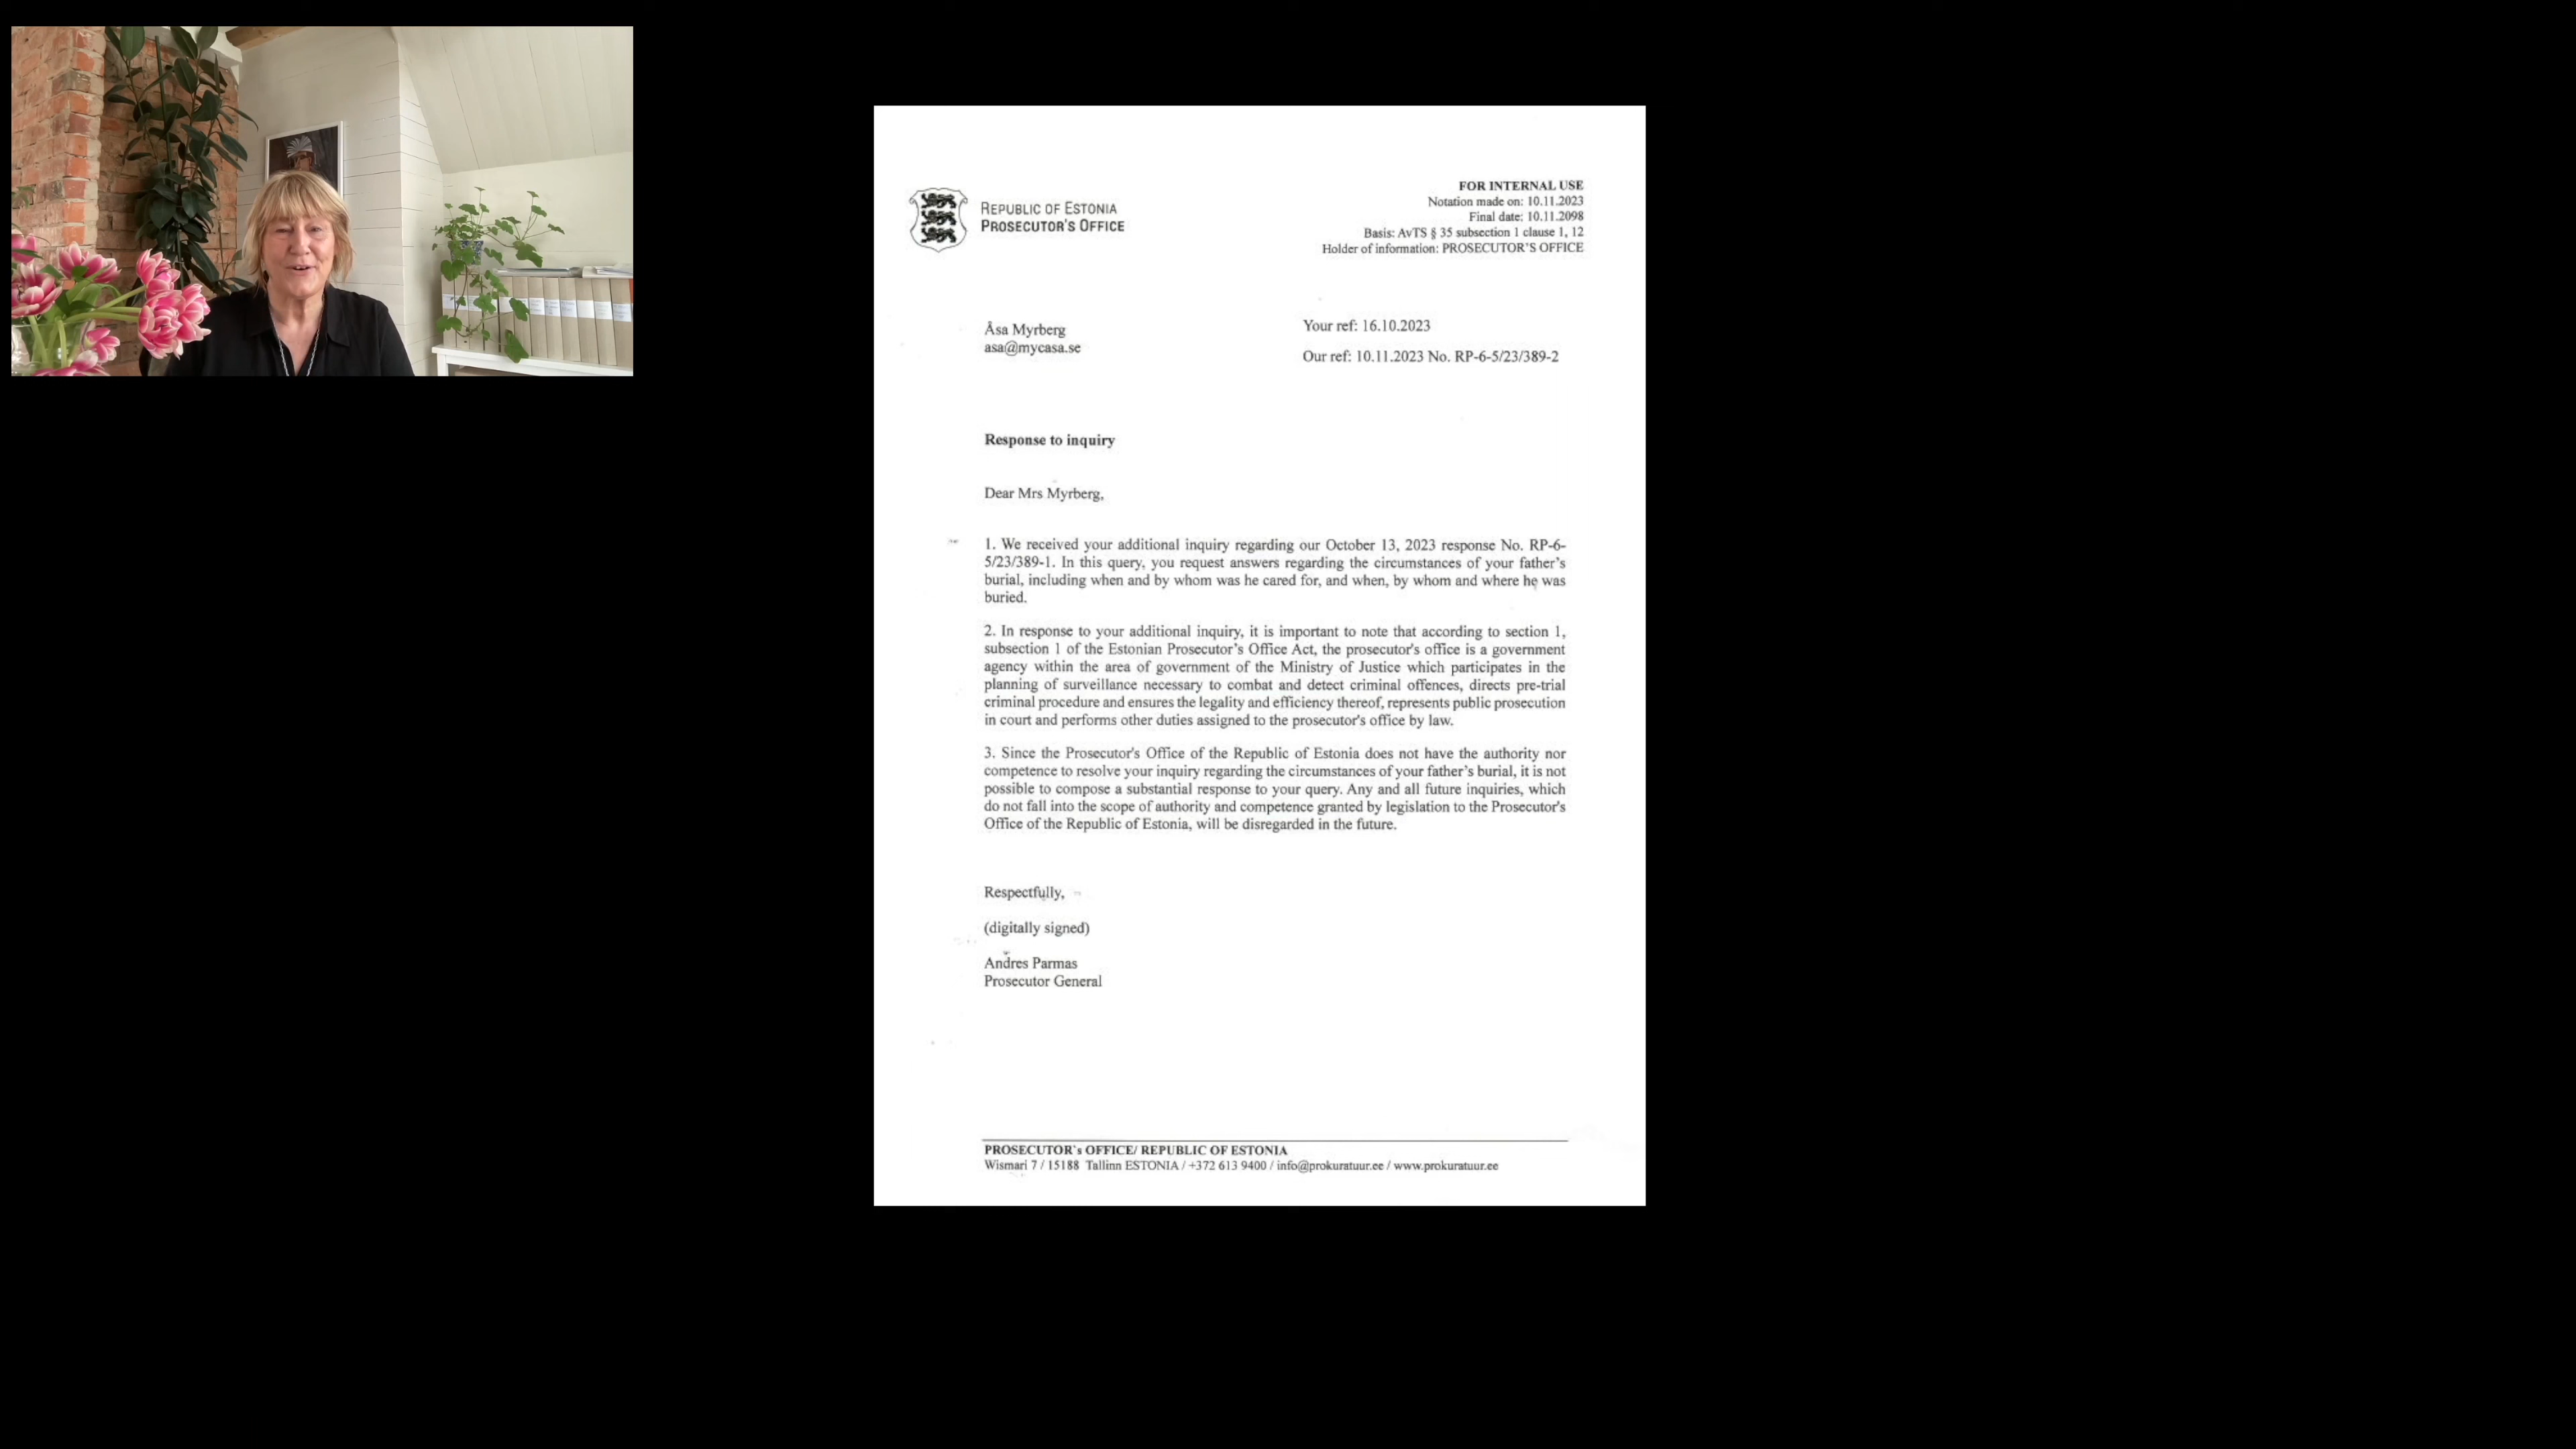 REPUBLIC OF ESTONIA
PROSECUTOR'S OFFICE
FOR INTERNAL USE
Notation made on: 10.11.2023
Final date: 10.11.2098
Basis: AvTS § 35 subsection 1 clause 1, 12
Holder of information: PROSECUTOR'S OFFICE
Åsa Myrberg
asa@mycasa.se
Your ref: 16.10.2023
Our ref: 10.11.2023 No. RP-6-5/23/389-2
Response to inquiry
Dear Mrs Myrberg,
1. We received your additional inquiry regarding our October 13, 2023 response No. RP-6-
5/23/389-1. In this query, you request answers regarding the circumstances of your father's
burial, including when and by whom was he cared for, and when, by whom and where he was
buried.
2. In response to your additional inquiry, it is important to note that according to section 1,
subsection 1 of the Estonian Prosecutor's Office Act, the prosecutor's office is a government
agency within the area of government of the Ministry of Justice which participates in the
planning of surveillance necessary to combat and detect criminal offences, directs pre-trial
criminal procedure and ensures the legality and efficiency thereof, represents public prosecution
in court and performs other duties assigned to the prosecutor's office by law.
3. Since the Prosecutor's Office of the Republic of Estonia does not have the authority nor
competence to resolve your inquiry regarding the circumstances of your father's burial, it is not
possible to compose a substantial response to your query. Any and all future inquiries, which
do not fall into the scope of authority and competence granted by legislation to the Prosecutor's
Office of the Republic of Estonia, will be disregarded in the future.
Respectfully,
(digitally signed)
Andres Parmas
Prosecutor General
PROSECUTOR`s OFFICE/ REPUBLIC OF ESTONIA
Wismari 7 / 15188 Tallinn ESTONIA / +372 613 9400 / info@prokuratuur.ee / www.prokuratuur.ee